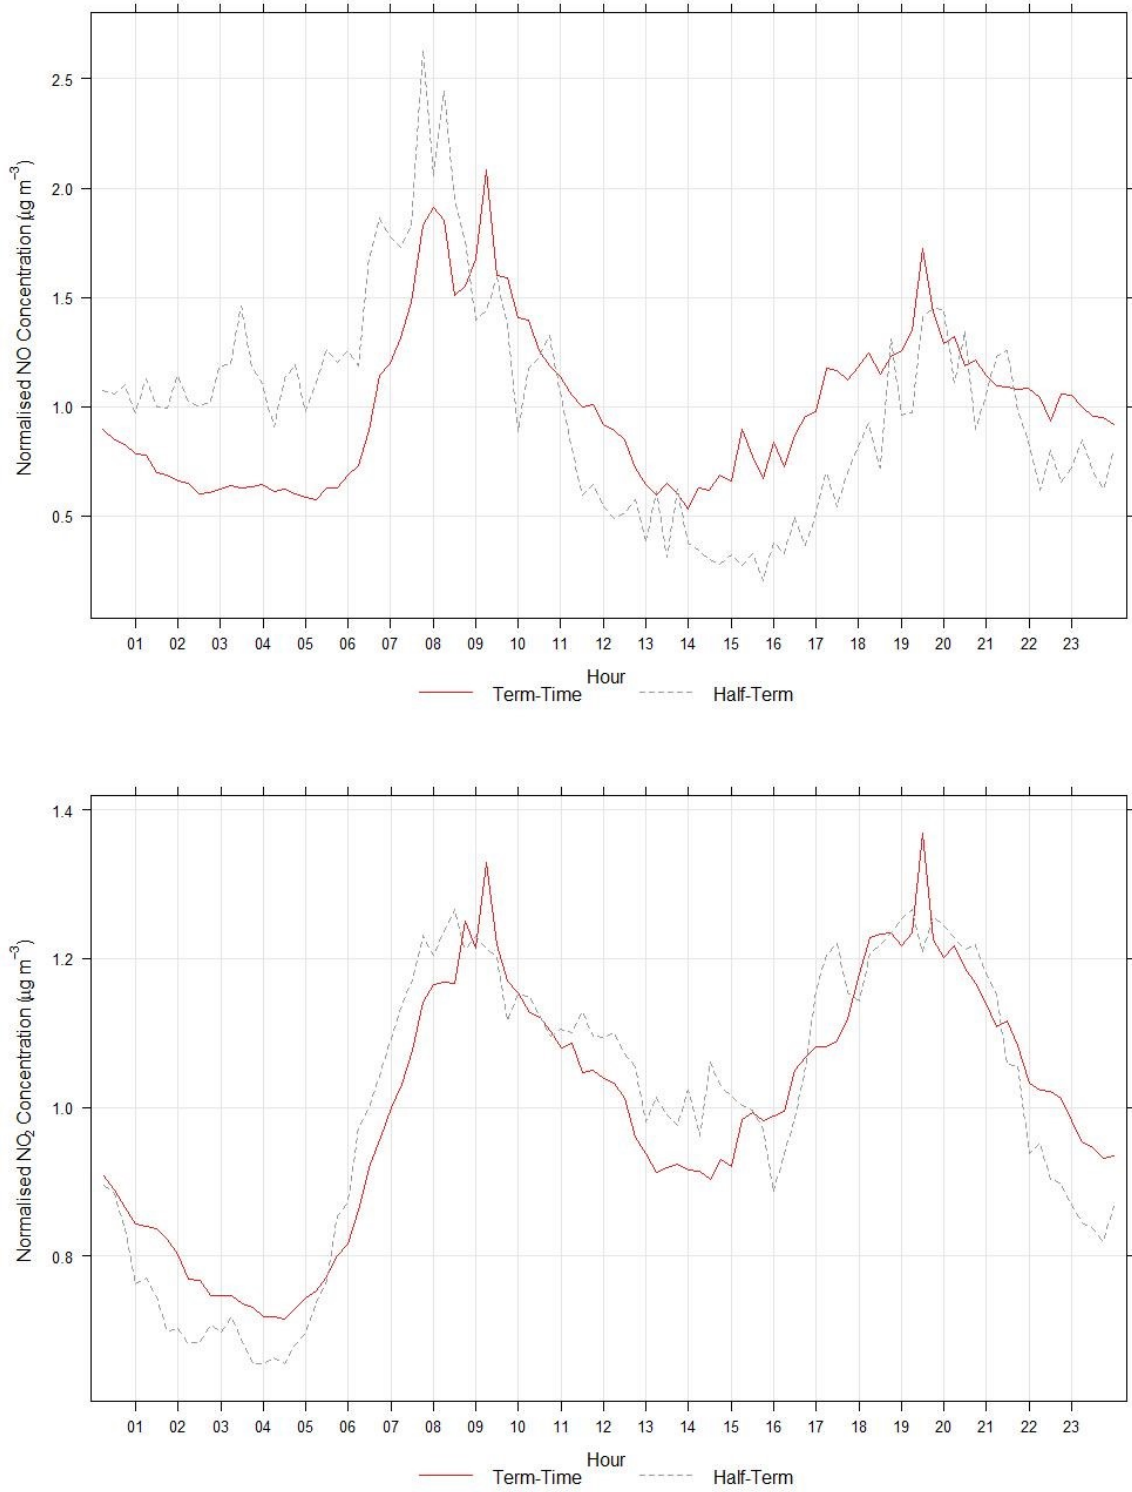 Normalised NO Concentration (µg m⁻³)
2.5
2.0
1.5
1.0
0.5
01 02 03 04 05 06 07 08 09 10 11 12 13 14 15 16 17 18 19 20 21 22 23
Hour
Term-Time Half-Term
Normalised NO₂ Concentration (µg m⁻³)
1.4
1.2
1.0
0.8
01 02 03 04 05 06 07 08 09 10 11 12 13 14 15 16 17 18 19 20 21 22 23
Hour
Term-Time Half-Term